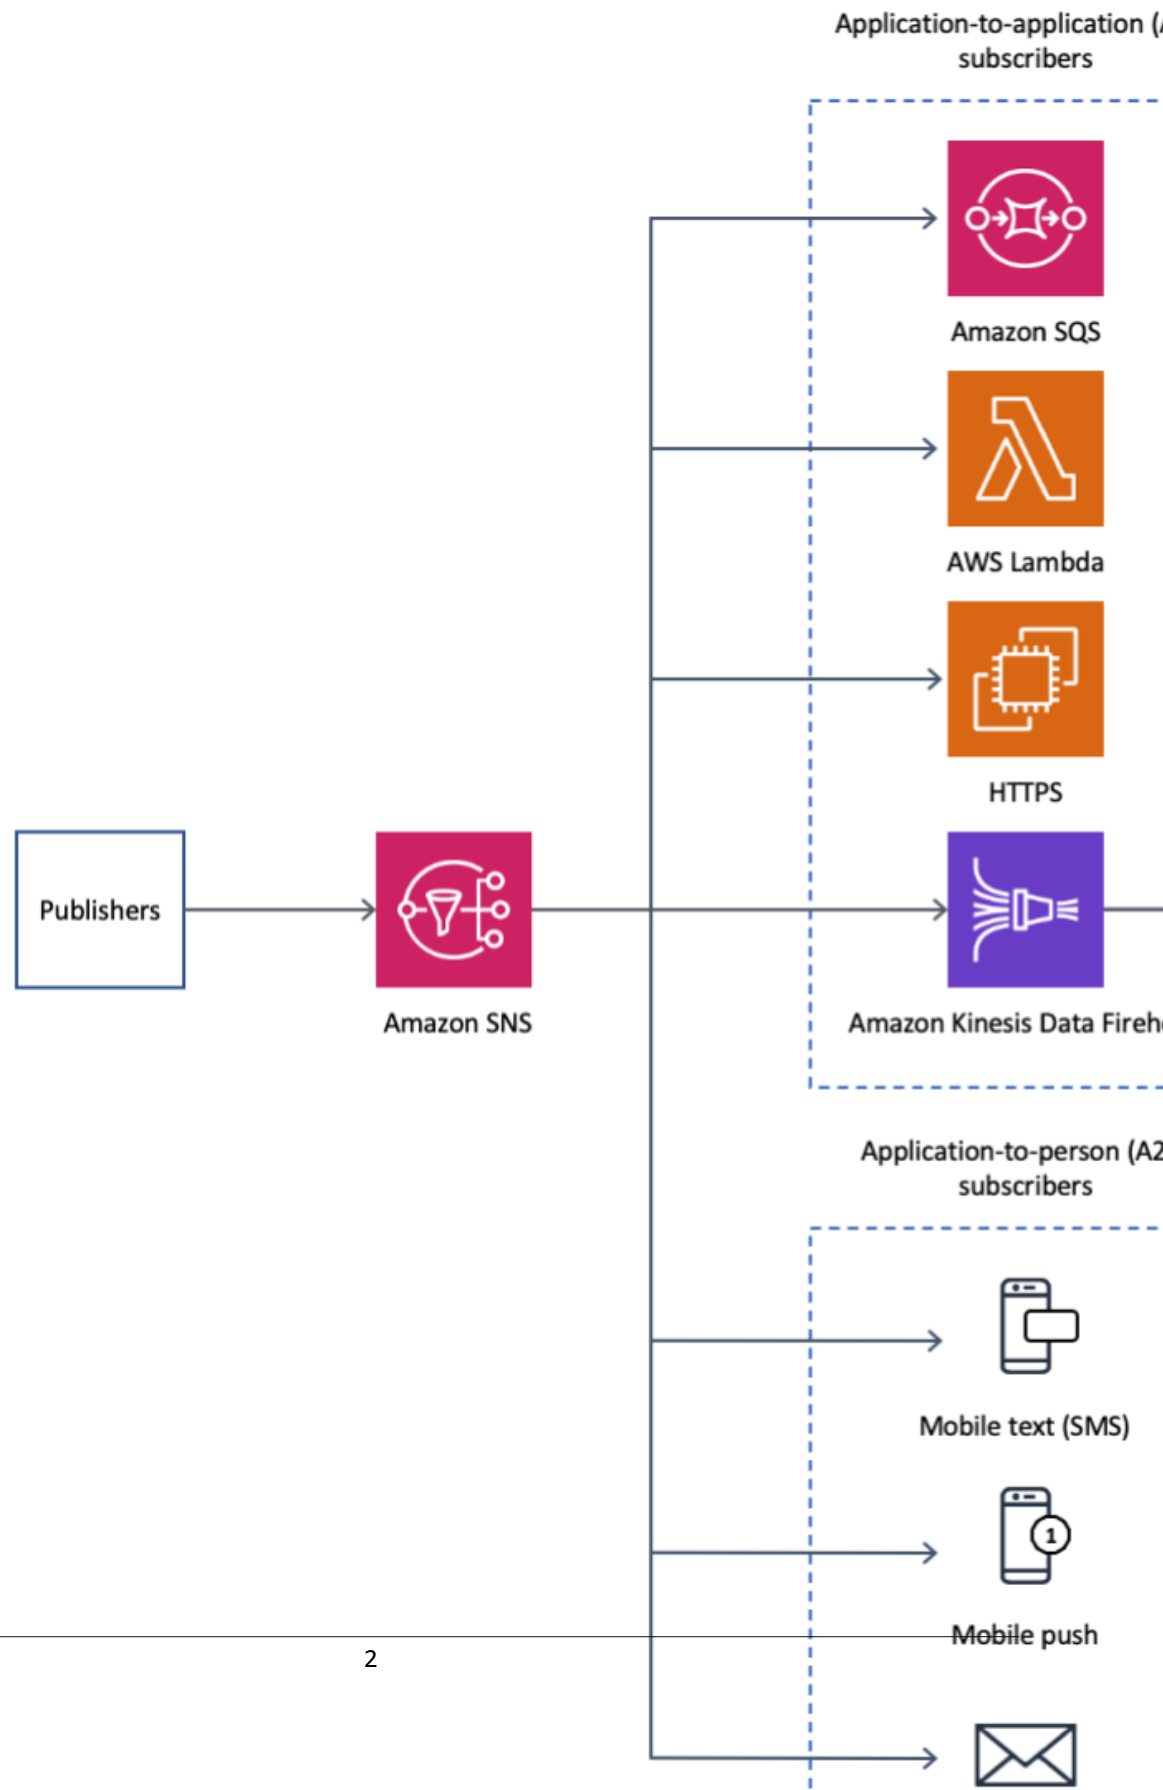 Application-to-application (
subscribers
Amazon SQS
AWS Lambda
HTTPS
Publishers
Amazon SNS
Amazon Kinesis Data Fireh
Application-to-person (A2
subscribers
Mobile text (SMS)
1
Mobile push
2